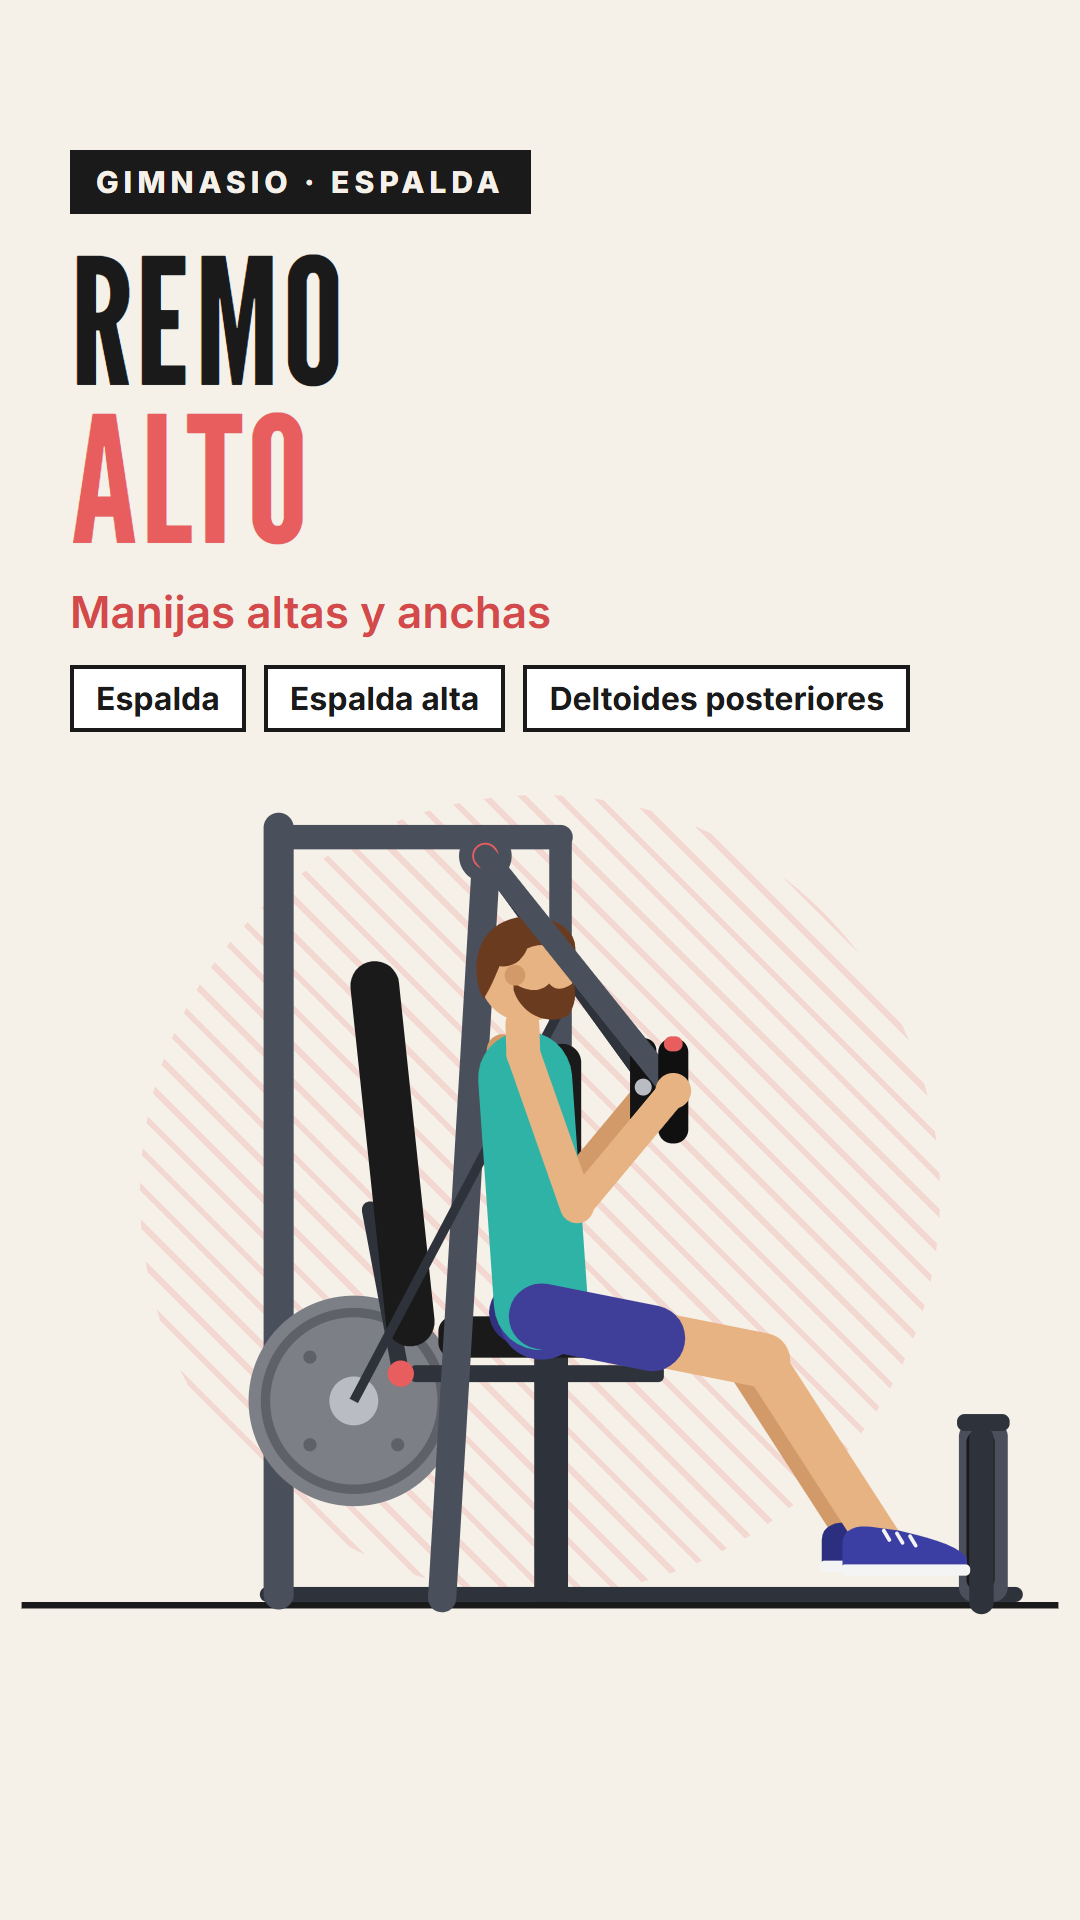 GIMNASIO · ESPALDA
REMO
ALTO
Manijas altas y anchas
Espalda
Espalda alta
Deltoides posteriores